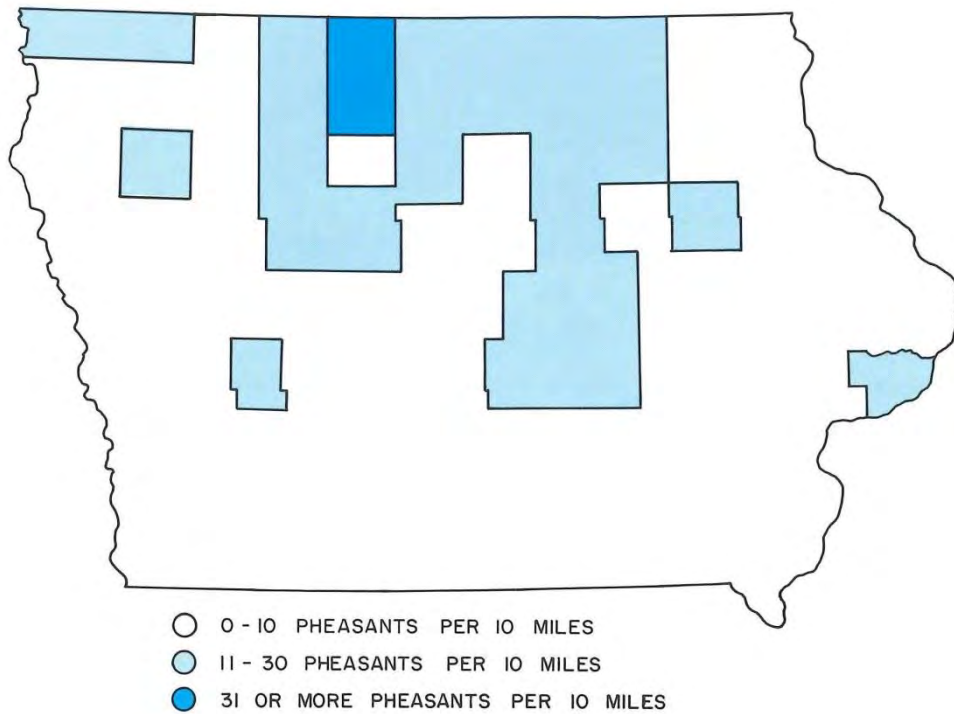 0-10 PHEASANTS PER 10 MILES
11-30 PHEASANTS PER 10 MILES
31 OR MORE PHEASANTS PER 10 MILES